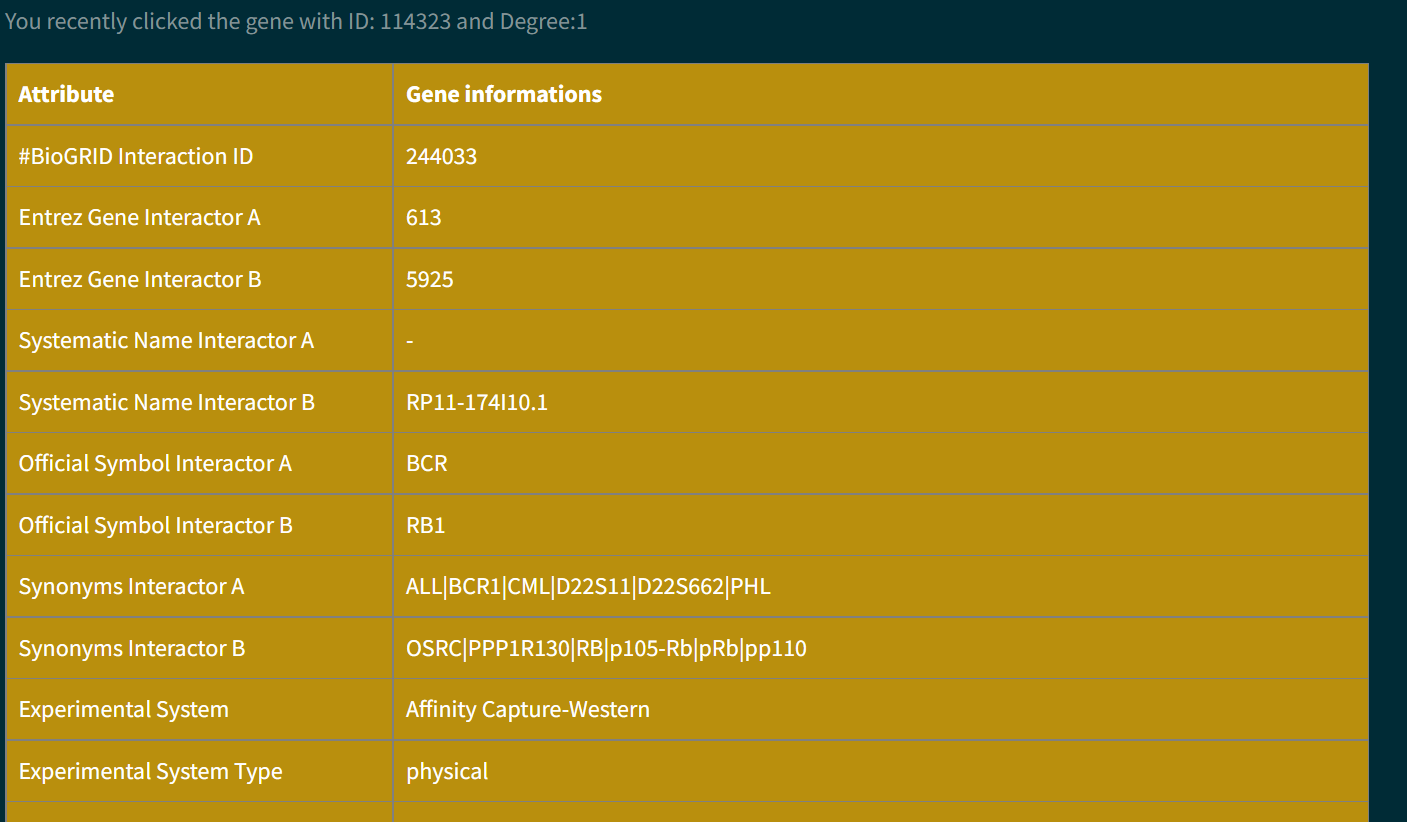 You recently clicked the gene with ID: 114323 and Degree:1
Attribute Gene informations
#BioGRID Interaction ID 244033
Entrez Gene Interactor A 613
Entrez Gene Interactor B 5925
Systematic Name Interactor A -
Systematic Name Interactor B RP11-174I10.1
Official Symbol Interactor A BCR
Official Symbol Interactor B RB1
Synonyms Interactor A ALL|BCR1|CML|D22S11|D22S662|PHL
Synonyms Interactor B OSRC|PPP1R130|RB|p105-Rb|pRb|pp110
Experimental System Affinity Capture-Western
Experimental System Type physical